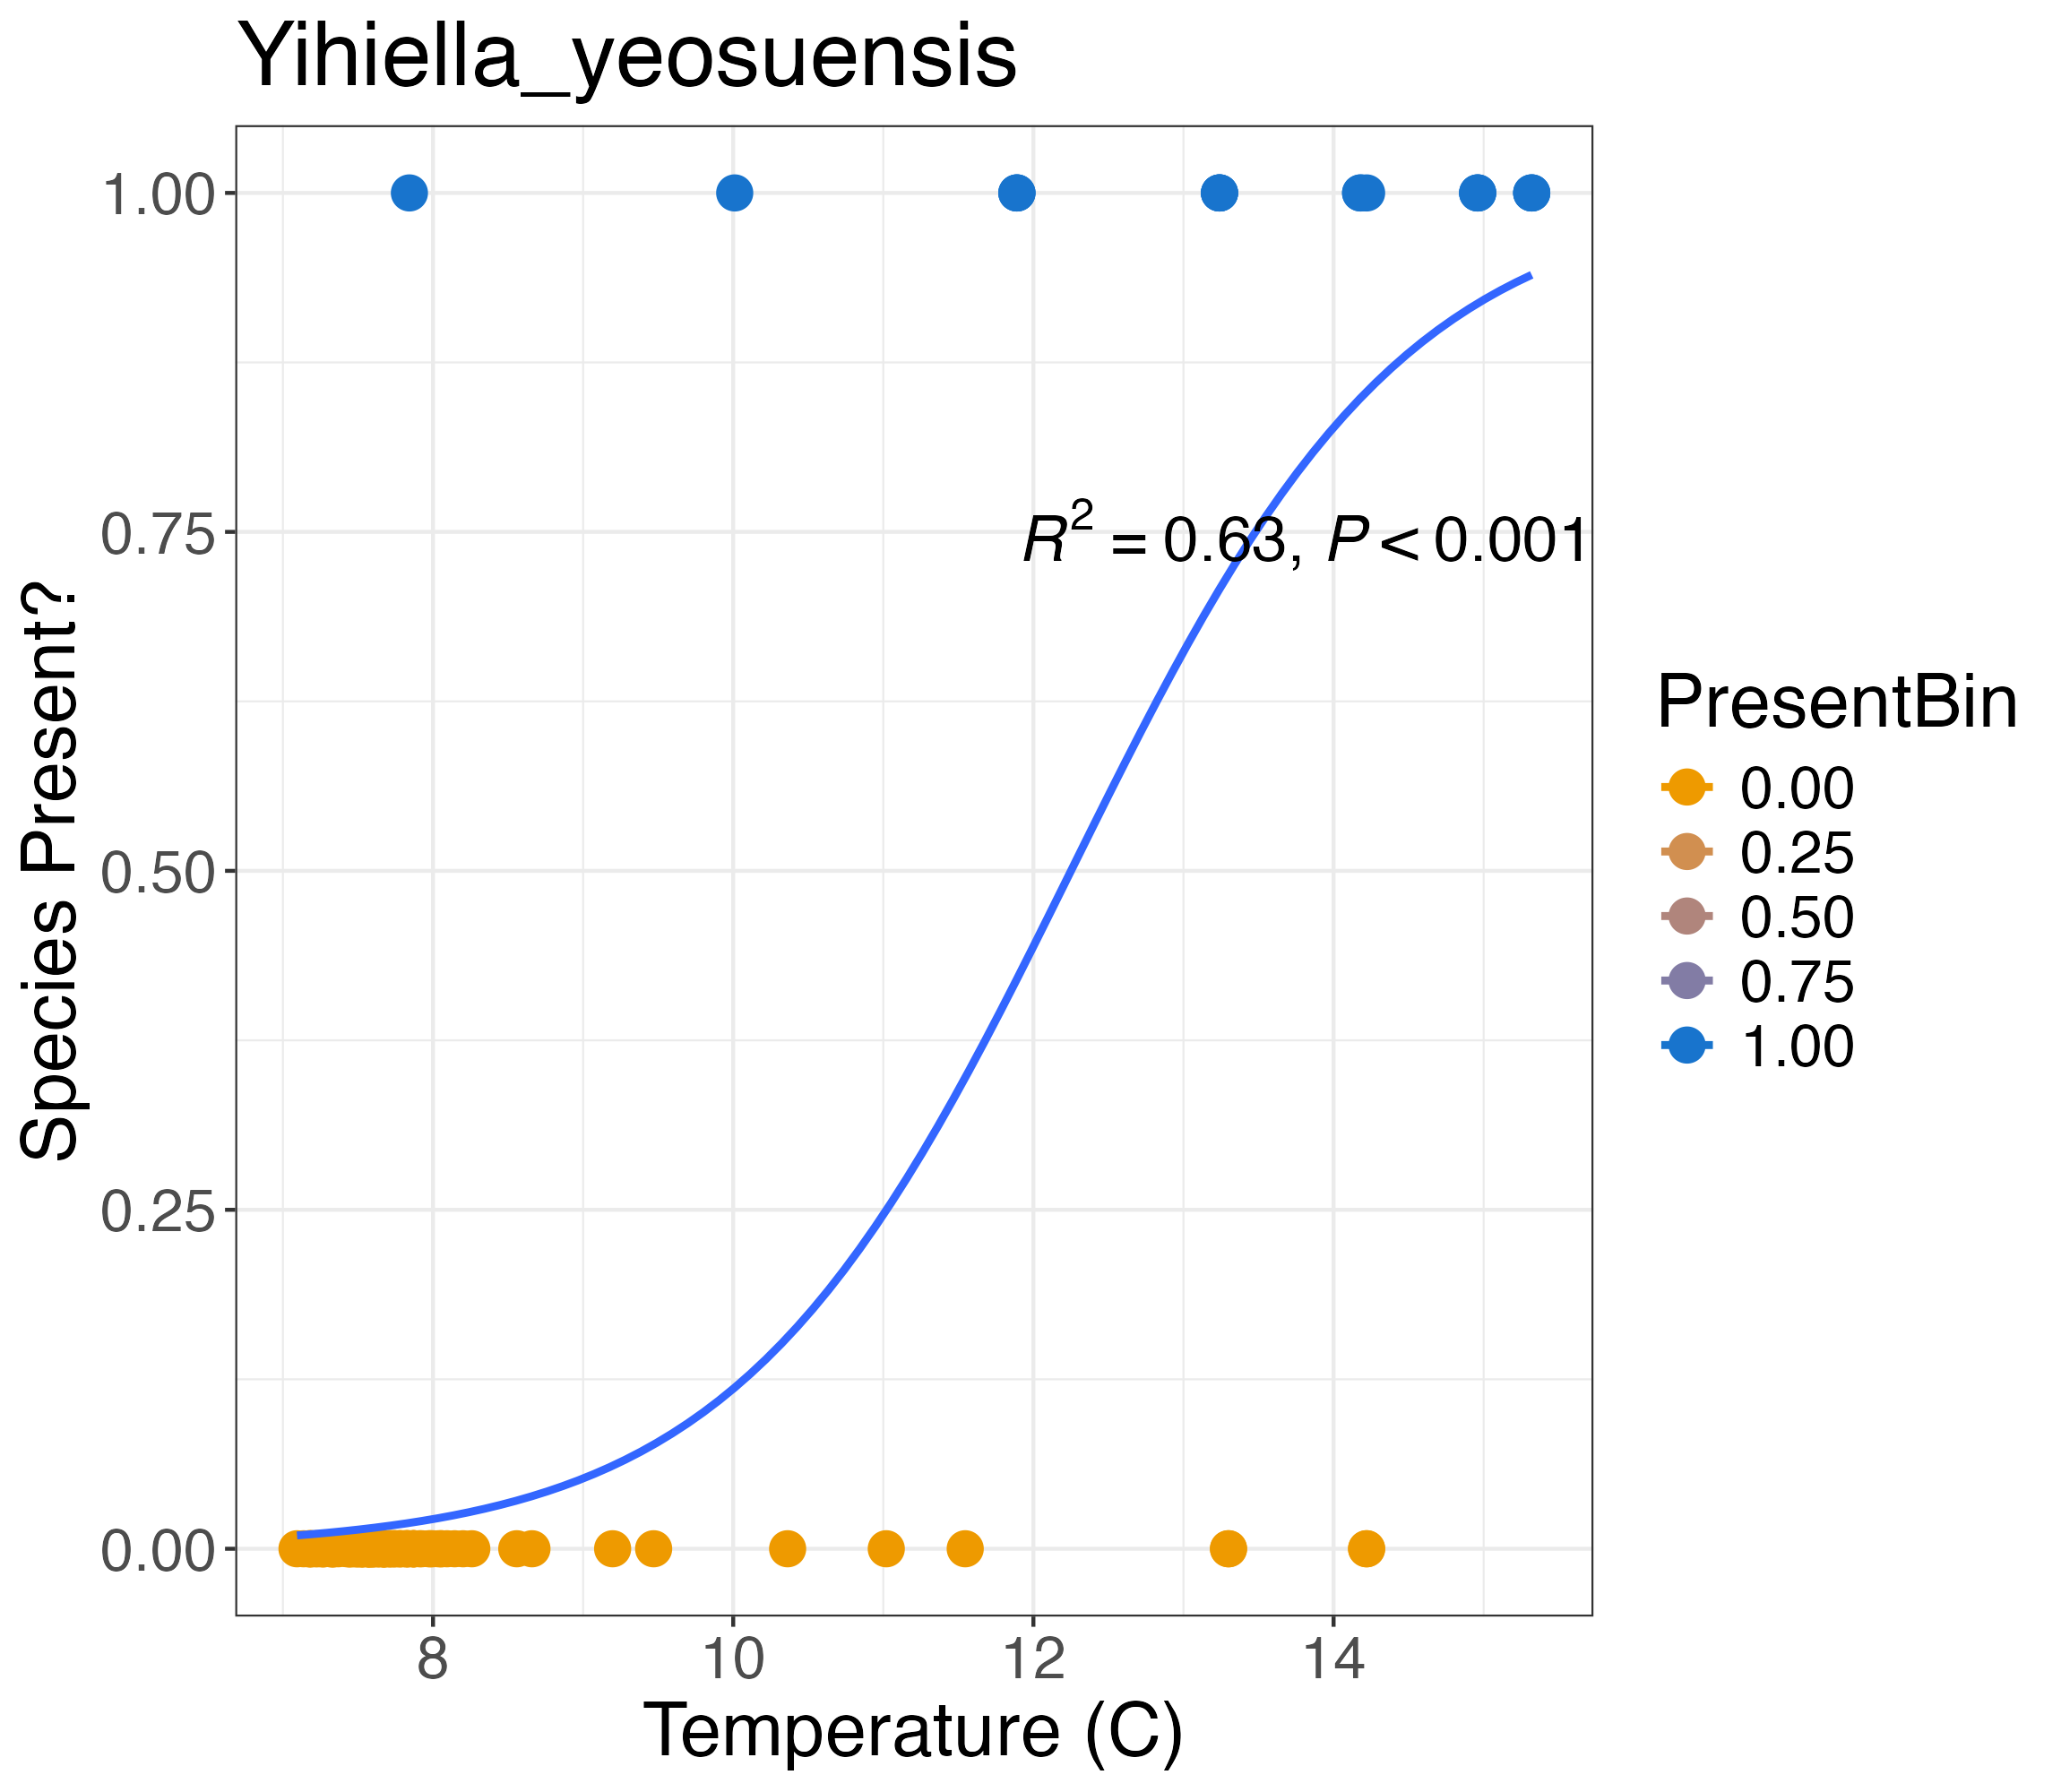 Yihiella_yeosuensis
1.00
0.75
0.50
0.25
0.00
Species Present?
R² = 0.63, P < 0.001
8 10 12 14
Temperature (C)
PresentBin
0.00
0.25
0.50
0.75
1.00